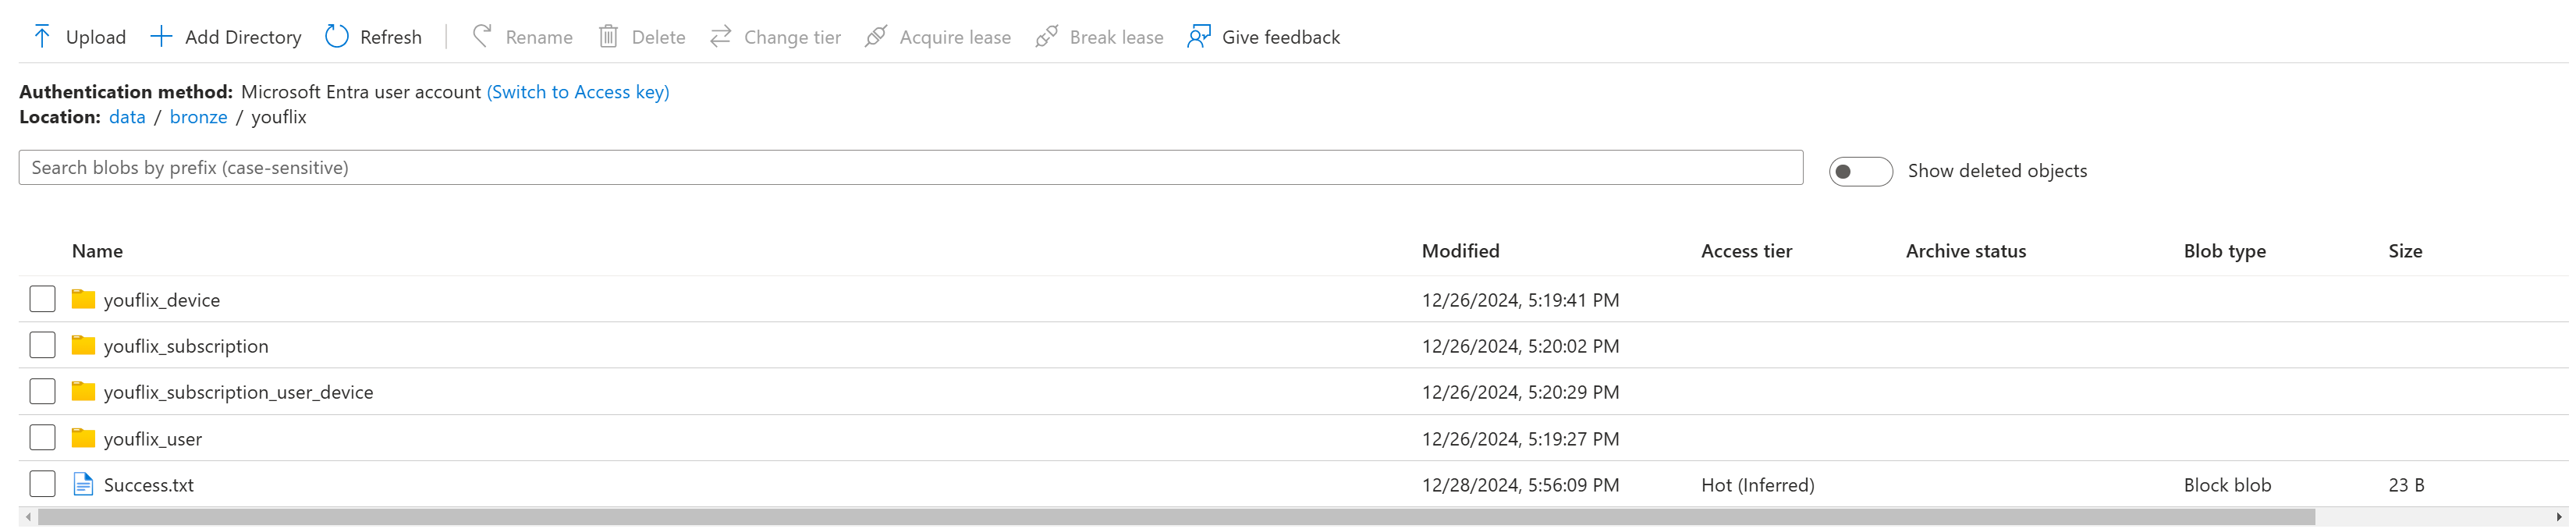 Upload Add Directory Refresh Rename Delete Change tier Acquire lease Break lease Give feedback
Authentication method: Microsoft Entra user account (Switch to Access key)
Location: data / bronze / youflix
Search blobs by prefix (case-sensitive) Show deleted objects
Name Modified Access tier Archive status Blob type Size
youflix_device 12/26/2024, 5:19:41 PM
youflix_subscription 12/26/2024, 5:20:02 PM
youflix_subscription_user_device 12/26/2024, 5:20:29 PM
youflix_user 12/26/2024, 5:19:27 PM
Success.txt 12/28/2024, 5:56:09 PM Hot (Inferred) Block blob 23 B